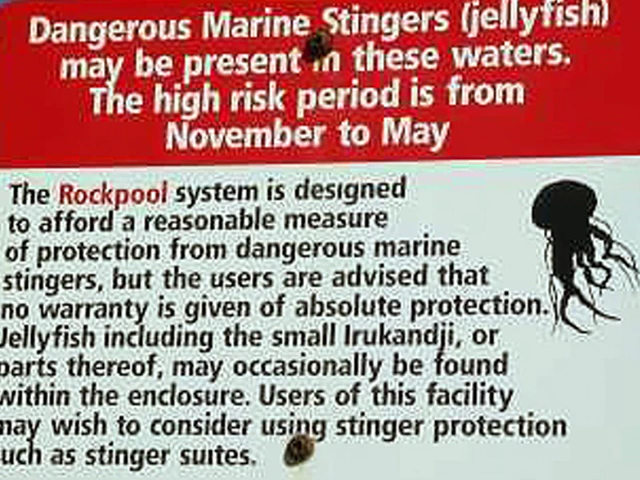 Dangerous Marine Stingers (jellyfish)
may be present in these waters.
The high risk period is from
November to May
The Rockpool system is designed
to afford a reasonable measure
of protection from dangerous marine
stingers, but the users are advised that
no warranty is given of absolute protection.
Jellyfish including the small Irukandji, or
parts thereof, may occasionally be found
within the enclosure. Users of this facility
may wish to consider using stinger protection
such as stinger suites.